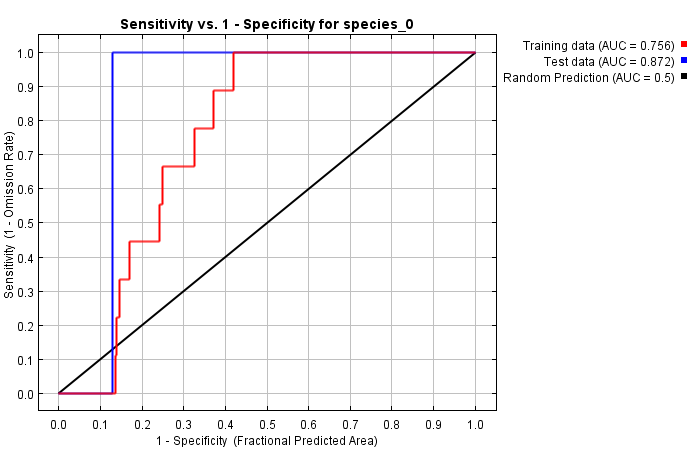 Sensitivity vs. 1 - Specificity for species_0
Training data (AUC = 0.756)
Test data (AUC = 0.872)
Random Prediction (AUC = 0.5)
Sensitivity (1 - Omission Rate)
1.0
0.9
0.8
0.7
0.6
0.5
0.4
0.3
0.2
0.1
0.0
0.0 0.1 0.2 0.3 0.4 0.5 0.6 0.7 0.8 0.9 1.0
1 - Specificity (Fractional Predicted Area)